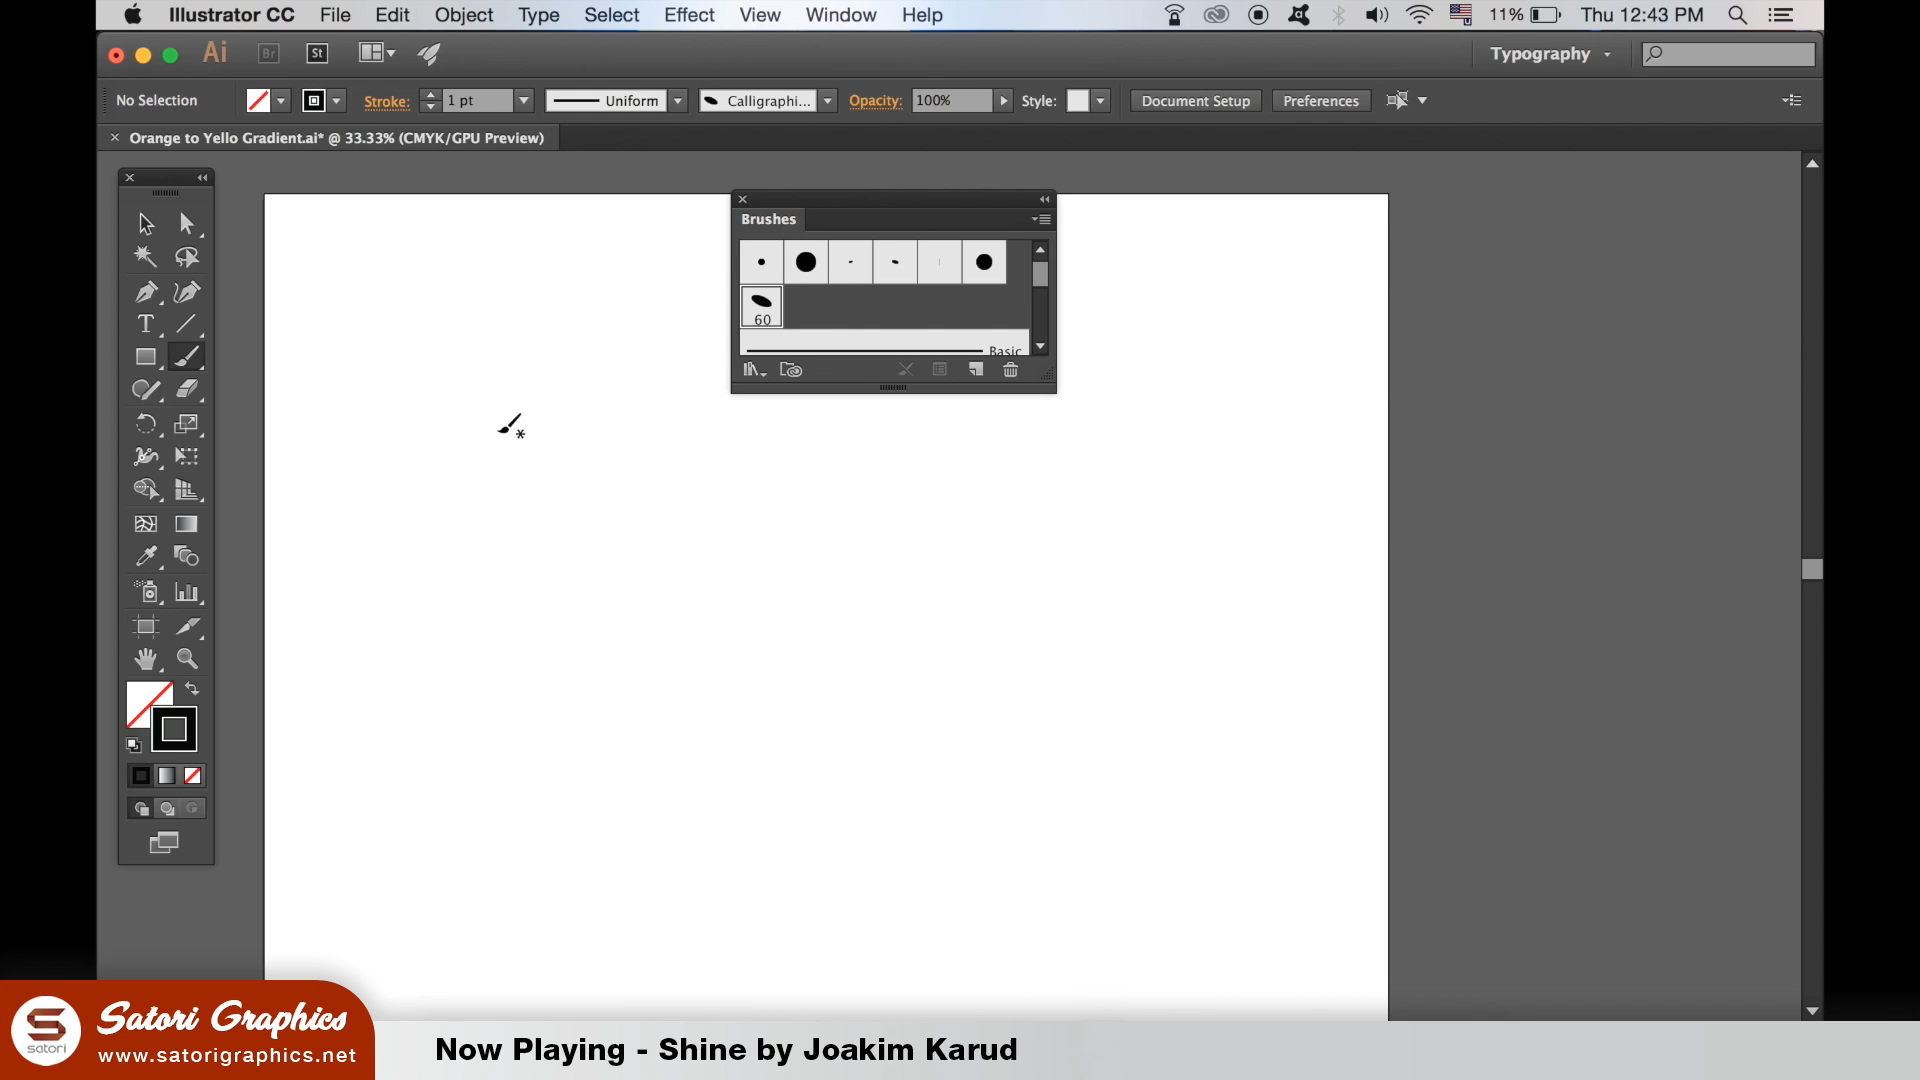 Illustrator CC File Edit Object Type Select Effect View Window Help 11% Thu 12:43 PM
Ai Br St Typography
No Selection Stroke: 1 pt Uniform Calligraphi... Opacity: 100% Style: Document Setup Preferences
Orange to Yello Gradient.ai* @ 33.33% (CMYK/GPU Preview)
Brushes
60
Basic
T
Satori Graphics
satori
www.satorigraphics.net
Now Playing - Shine by Joakim Karud